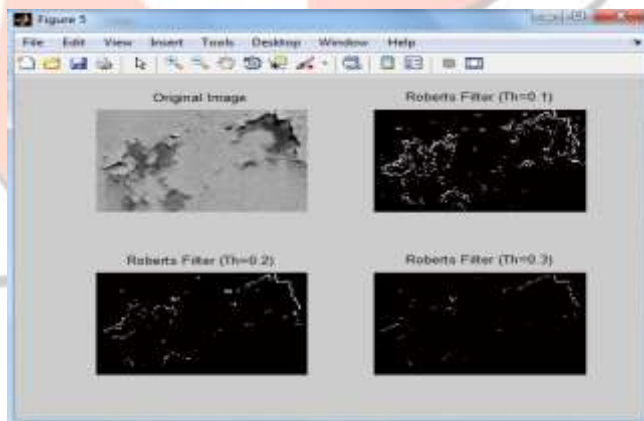 Figure 5
File Edit View Insert Tools Desktop Window Help
Original Image
Roberts Filter (Th=0.1)
Roberts Filter (Th=0.2)
Roberts Filter (Th=0.3)